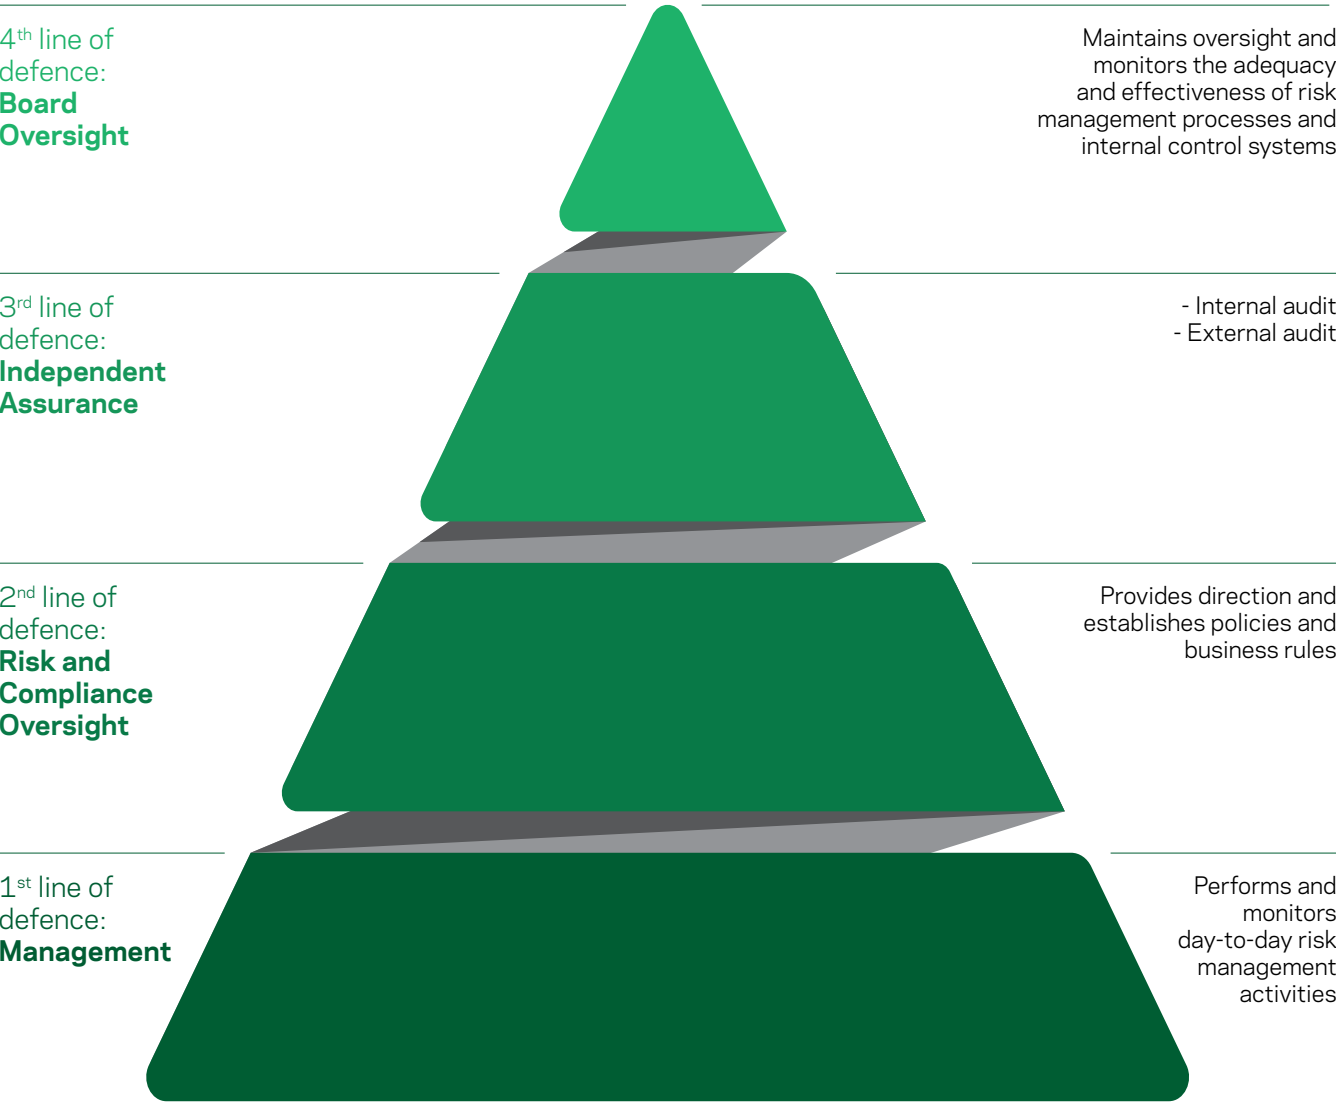 4th line of
defence:
Board
Oversight
Maintains oversight and
monitors the adequacy
and effectiveness of risk
management processes and
internal control systems
3rd line of
defence:
Independent
Assurance
- Internal audit
- External audit
2nd line of
defence:
Risk and
Compliance
Oversight
Provides direction and
establishes policies and
business rules
1st line of
defence:
Management
Performs and
monitors
day-to-day risk
management
activities